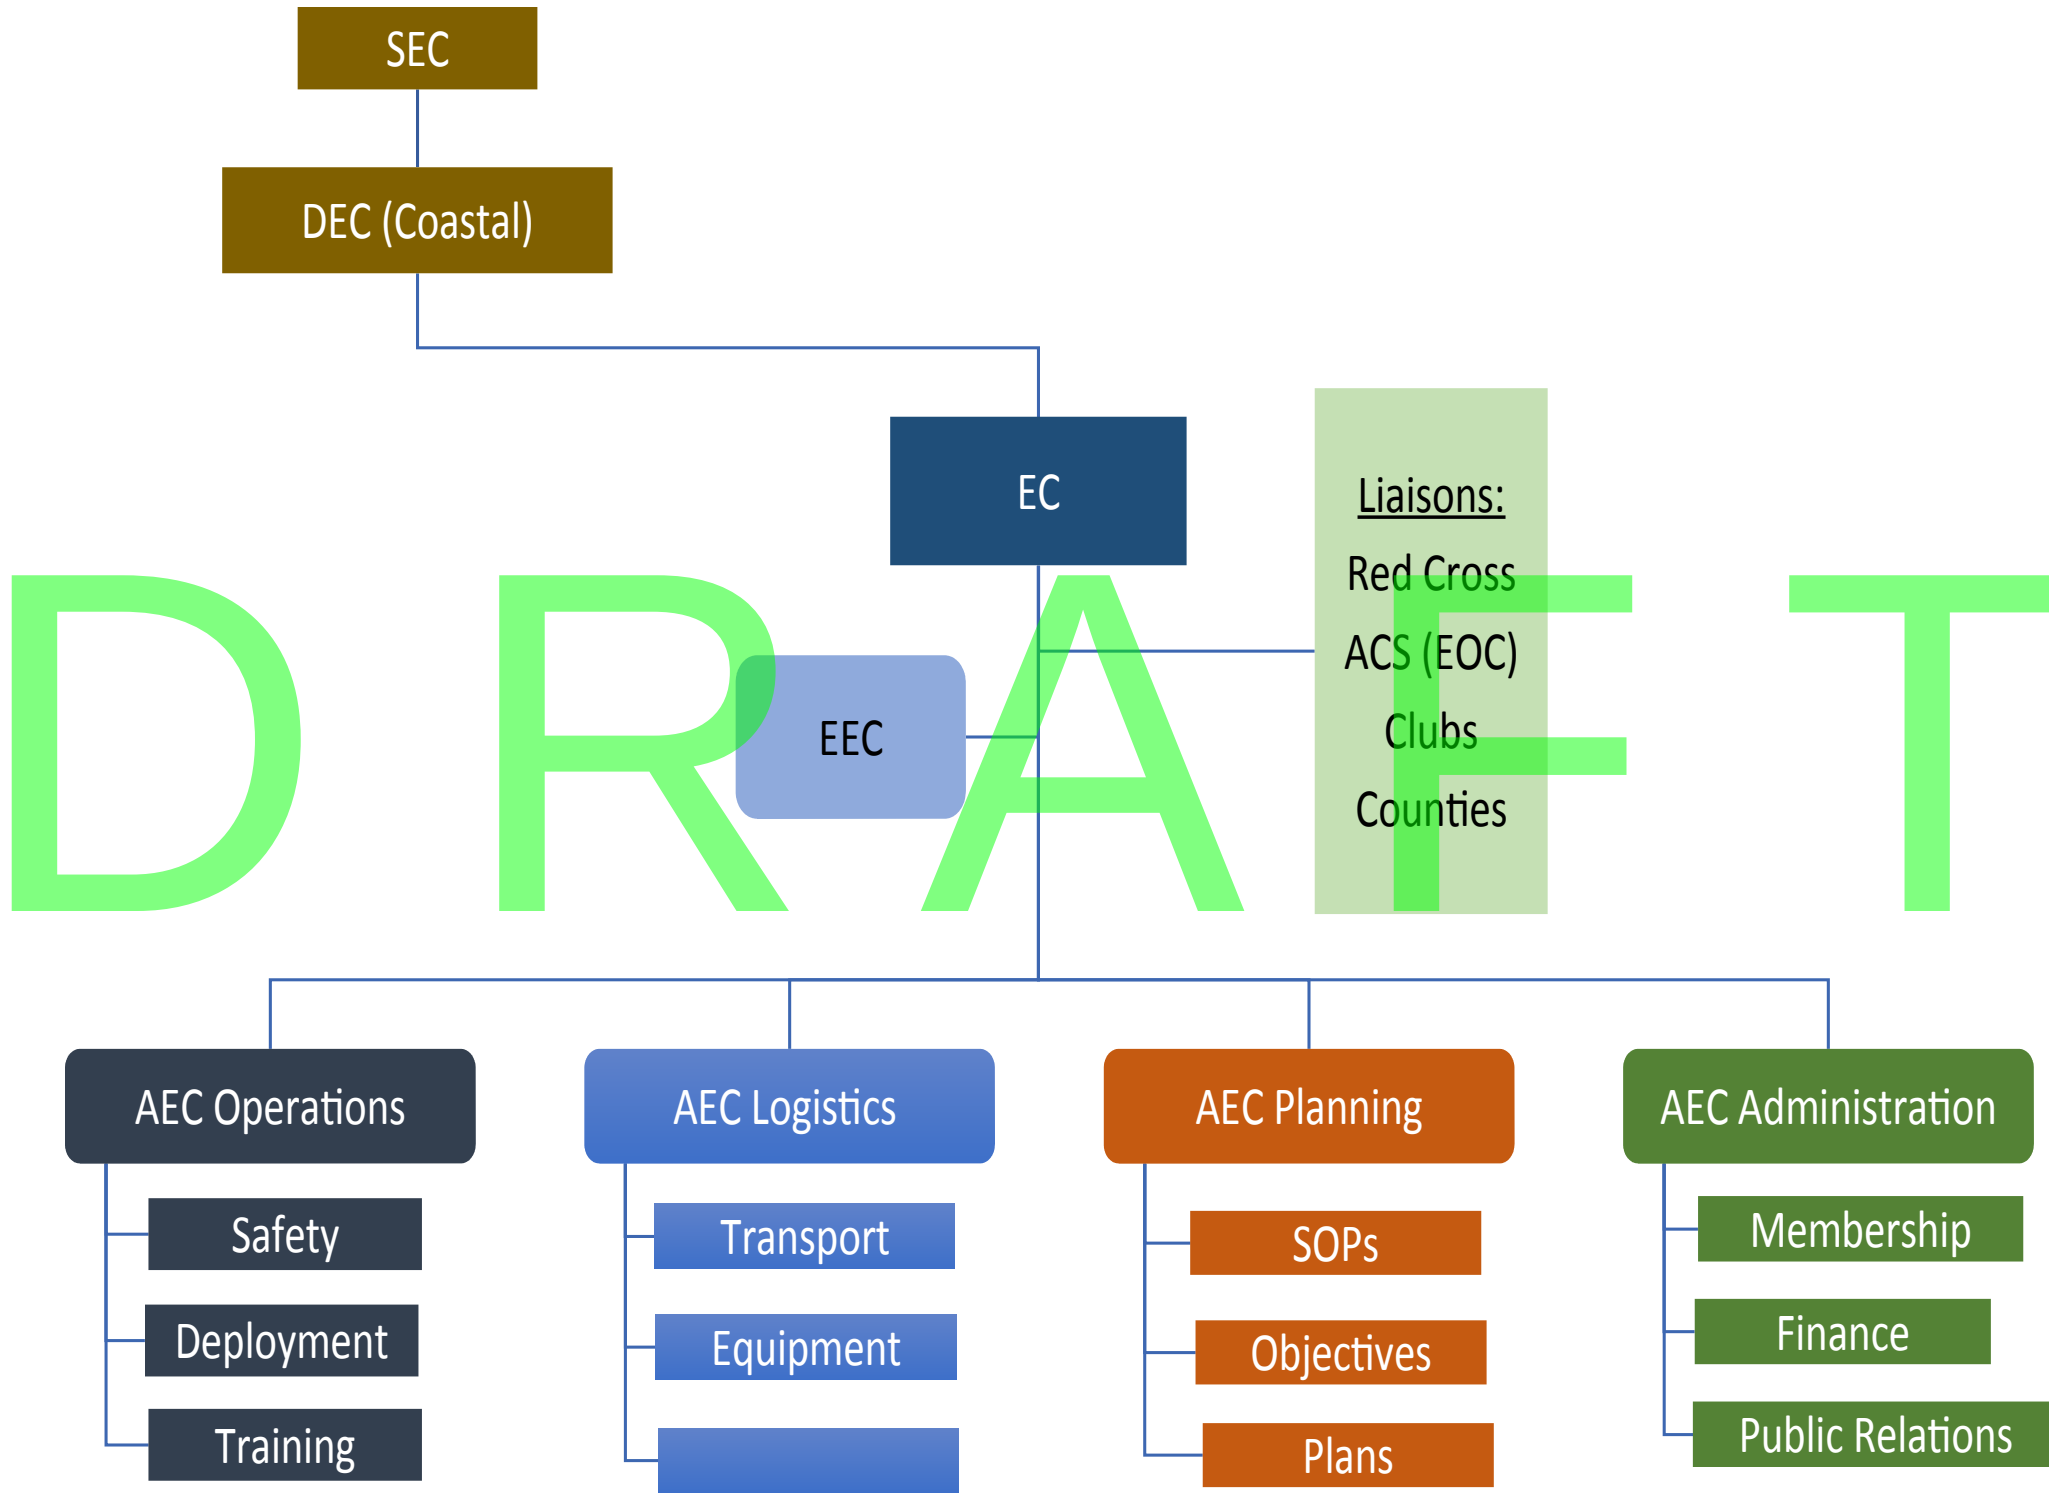 SEC
DEC (Coastal)
EC
Liaisons:
Red Cross
ACS (EOC)
Clubs
Counties
EEC
D R A F T
AEC Operations
Safety
Deployment
Training
AEC Logistics
Transport
Equipment
AEC Planning
SOPs
Objectives
Plans
AEC Administration
Membership
Finance
Public Relations